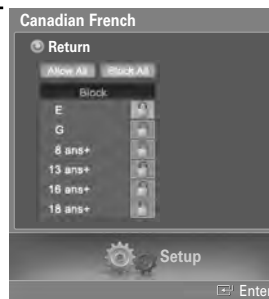 Canadian French
Return
Allow All Block All
Block
E
G
8 ans+
13 ans+
16 ans+
18 ans+
Setup
Enter